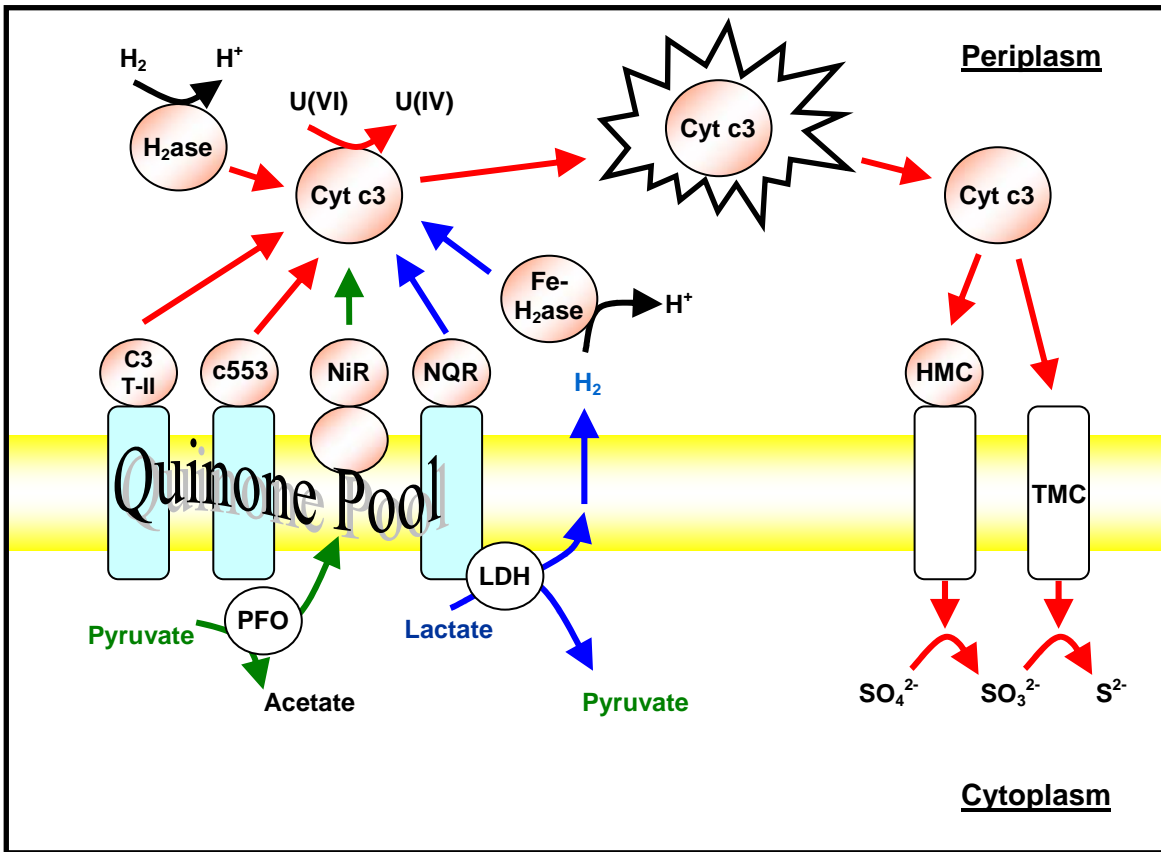 Periplasm
H₂
H⁺
U(VI)
U(IV)
H₂ase
Cyt c3
Cyt c3
Cyt c3
Fe-
H₂ase
H⁺
H₂
C3
T-II
c553
NiR
NQR
HMC
TMC
Quinone Pool
LDH
PFO
Pyruvate
Lactate
Acetate
Pyruvate
SO₄²⁻
SO₃²⁻
S²⁻
Cytoplasm